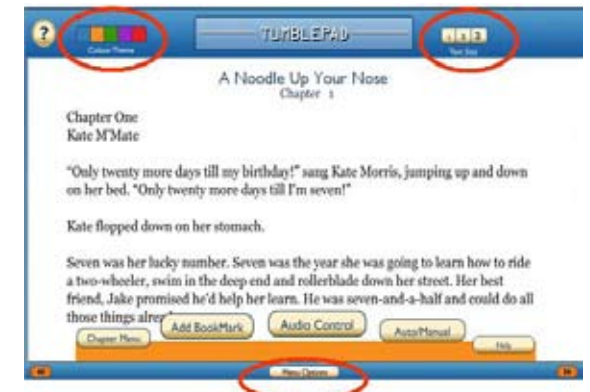 ?
Colour Theme
TUMBLEPAD
1 2 3
Text Size
A Noodle Up Your Nose
Chapter 1
Chapter One
Kate M'Mate
“Only twenty more days till my birthday!” sang Kate Morris, jumping up and down
on her bed. “Only twenty more days till I'm seven!”
Kate flopped down on her stomach.
Seven was her lucky number. Seven was the year she was going to learn how to ride
a two-wheeler, swim in the deep end and rollerblade down her street. Her best
friend, Jake promised he'd help her learn. He was seven-and-a-half and could do all
those things
Chapter Menu
Add BookMark
Audio Control
Auto/Manual
Help
Menu Options